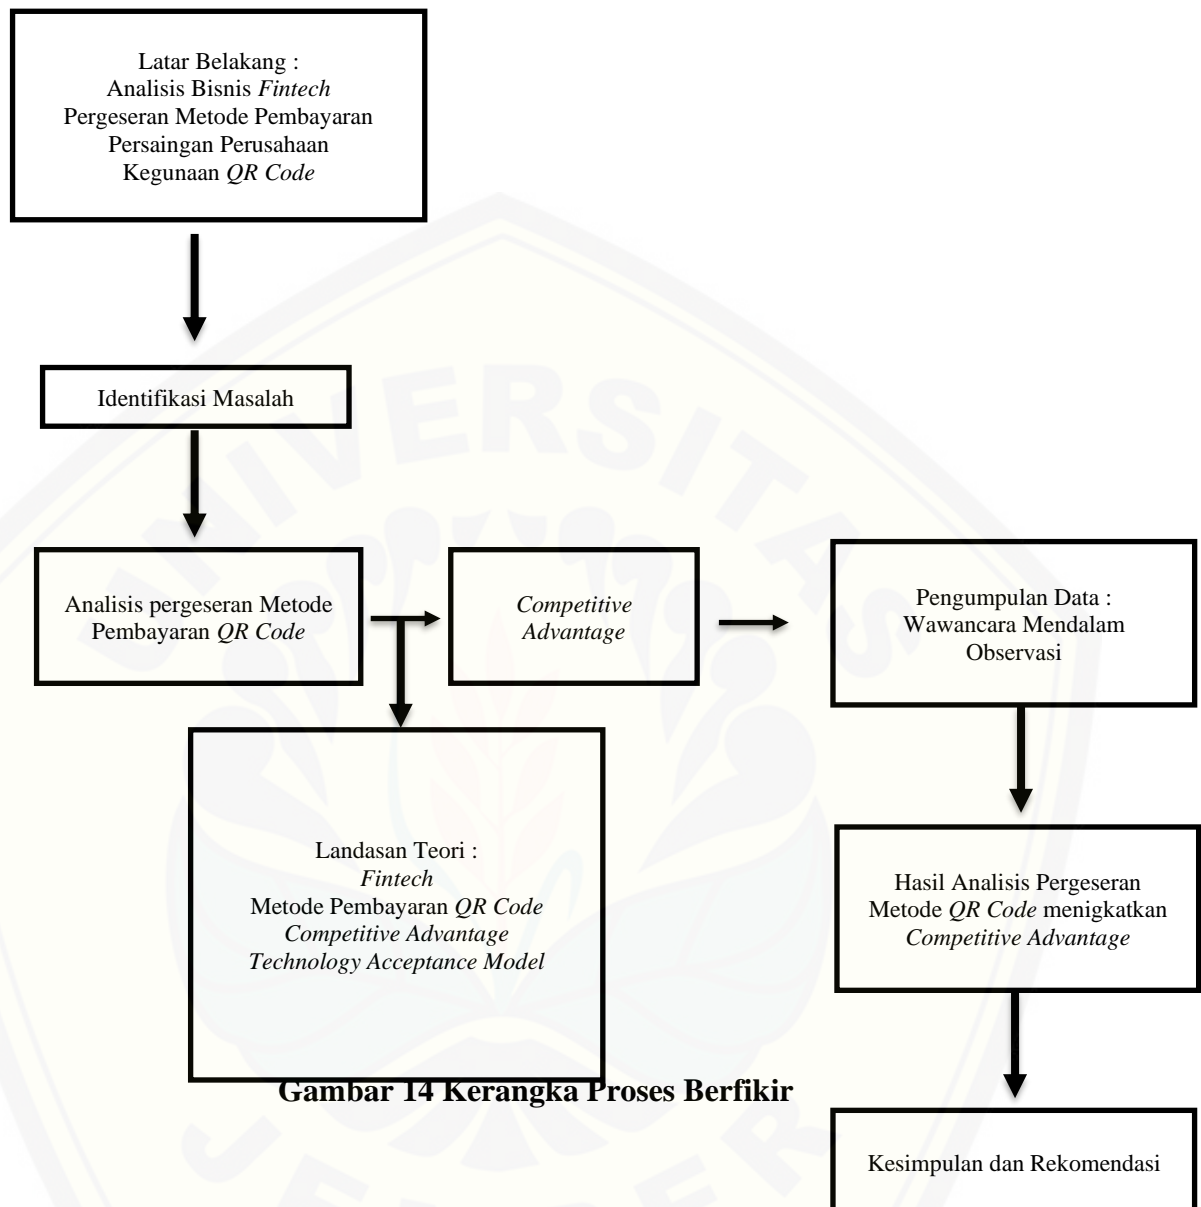 Latar Belakang :
Analisis Bisnis Fintech
Pergeseran Metode Pembayaran
Persaingan Perusahaan
Kegunaan QR Code
Identifikasi Masalah
Analisis pergeseran Metode
Pembayaran QR Code
Competitive
Advantage
Pengumpulan Data :
Wawancara Mendalam
Observasi
Landasan Teori :
Fintech
Metode Pembayaran QR Code
Competitive Advantage
Technology Acceptance Model
Hasil Analisis Pergeseran
Metode QR Code menigkatkan
Competitive Advantage
Gambar 14 Kerangka Proses Berfikir
Kesimpulan dan Rekomendasi
UNIVERSITAS
JEMBER